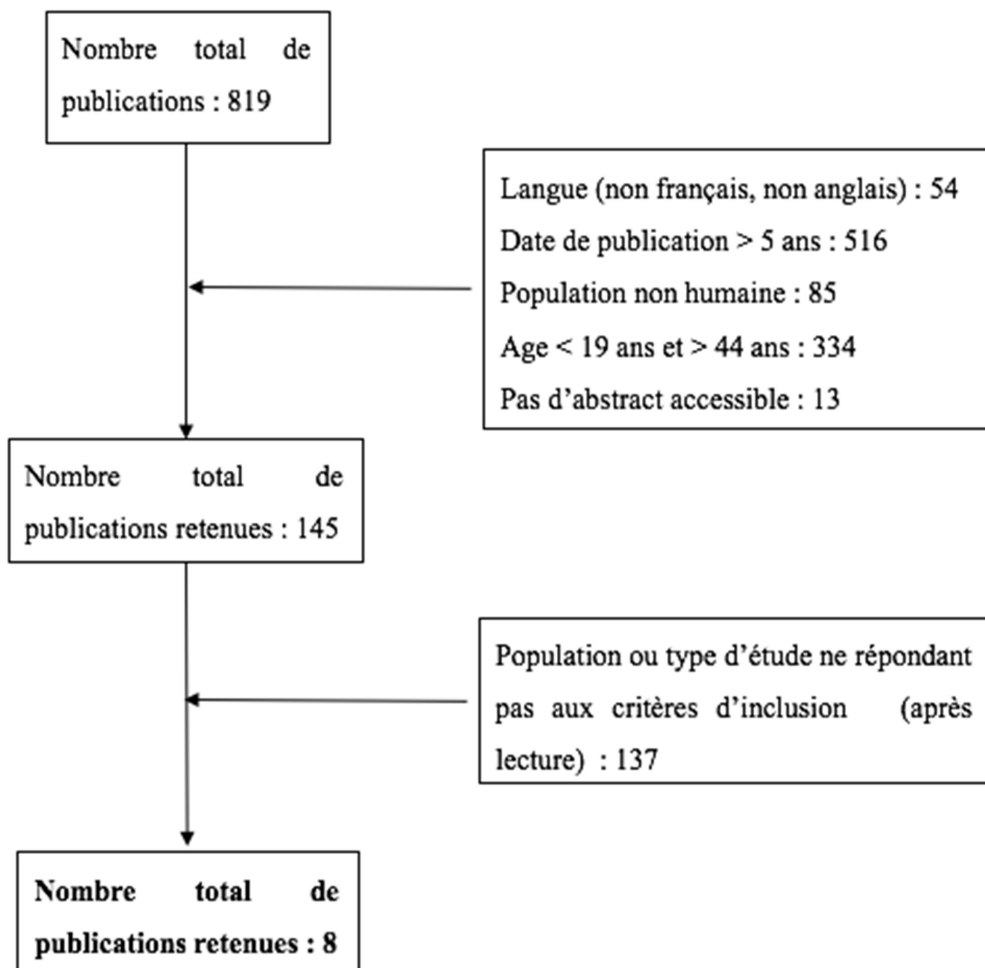 Nombre total de
publications : 819
Langue (non français, non anglais) : 54
Date de publication > 5 ans : 516
Population non humaine : 85
Age < 19 ans et > 44 ans : 334
Pas d’abstract accessible : 13
Nombre total de
publications retenues : 145
Population ou type d’étude ne répondant
pas aux critères d’inclusion (après
lecture) : 137
Nombre total de
publications retenues : 8